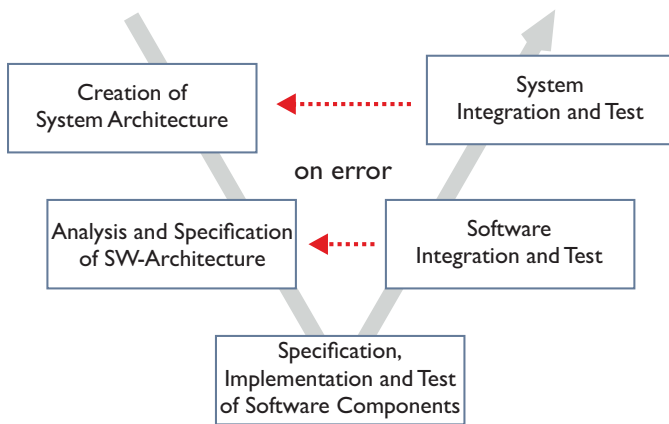 Creation of
System Architecture
System
Integration and Test
on error
Analysis and Specification
of SW-Architecture
Software
Integration and Test
Specification,
Implementation and Test
of Software Components